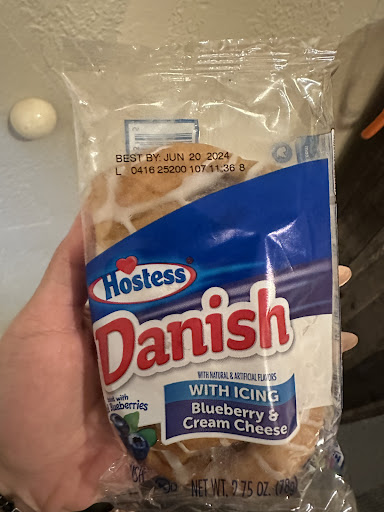 BEST BY: JUN 20 2024
L 0416 25200 107 11:36 8
Hostess®
Danish
WITH NATURAL & ARTIFICIAL FLAVORS
WITH ICING
with
Blueberries
Blueberry &
Cream Cheese
NET WT. 2.75 OZ. (78g)